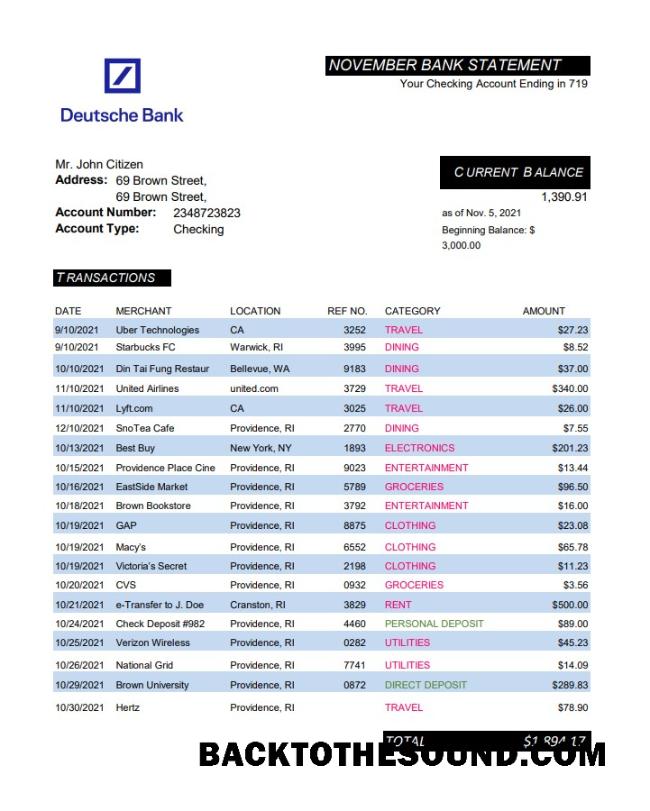 NOVEMBER BANK STATEMENT
Your Checking Account Ending in 719
Deutsche Bank
Mr. John Citizen
Address: 69 Brown Street,
69 Brown Street,
Account Number: 2348723823
Account Type: Checking
CURRENT BALANCE
1,390.91
as of Nov. 5, 2021
Beginning Balance: $
3,000.00
TRANSACTIONS
DATE MERCHANT LOCATION REF NO. CATEGORY AMOUNT
9/10/2021 Uber Technologies CA 3252 TRAVEL $27.23
9/10/2021 Starbucks FC Warwick, RI 3995 DINING $8.52
10/10/2021 Din Tai Fung Restaur Bellevue, WA 9183 DINING $37.00
11/10/2021 United Airlines united.com 3729 TRAVEL $340.00
11/10/2021 Lyft.com CA 3025 TRAVEL $26.00
12/10/2021 SnoTea Cafe Providence, RI 2770 DINING $7.55
10/13/2021 Best Buy New York, NY 1893 ELECTRONICS $201.23
10/15/2021 Providence Place Cine Providence, RI 9023 ENTERTAINMENT $13.44
10/16/2021 EastSide Market Providence, RI 5789 GROCERIES $96.50
10/18/2021 Brown Bookstore Providence, RI 3792 ENTERTAINMENT $16.00
10/19/2021 GAP Providence, RI 8875 CLOTHING $23.08
10/19/2021 Macy's Providence, RI 6552 CLOTHING $65.78
10/19/2021 Victoria's Secret Providence, RI 2198 CLOTHING $11.23
10/20/2021 CVS Providence, RI 0932 GROCERIES $3.56
10/21/2021 e-Transfer to J. Doe Cranston, RI 3829 RENT $500.00
10/24/2021 Check Deposit #982 Providence, RI 4460 PERSONAL DEPOSIT $89.00
10/25/2021 Verizon Wireless Providence, RI 0282 UTILITIES $45.23
10/26/2021 National Grid Providence, RI 7741 UTILITIES $14.09
10/29/2021 Brown University Providence, RI 0872 DIRECT DEPOSIT $289.83
10/30/2021 Hertz Providence, RI TRAVEL $78.90
TOTAL $1,894.17
BACKTOTHESOUND.COM